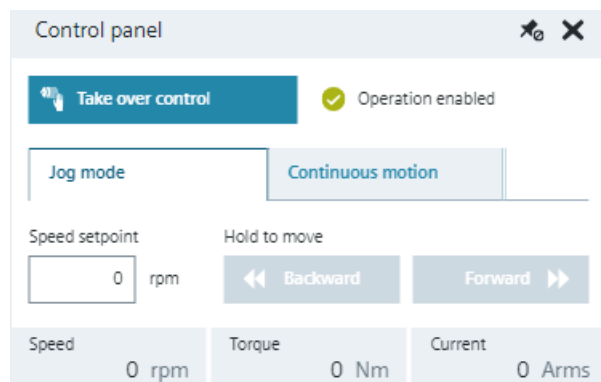 Control panel
Take over control
Operation enabled
Jog mode
Continuous motion
Speed setpoint
Hold to move
0 rpm
Backward
Forward
Speed
Torque
Current
0 rpm
0 Nm
0 Arms